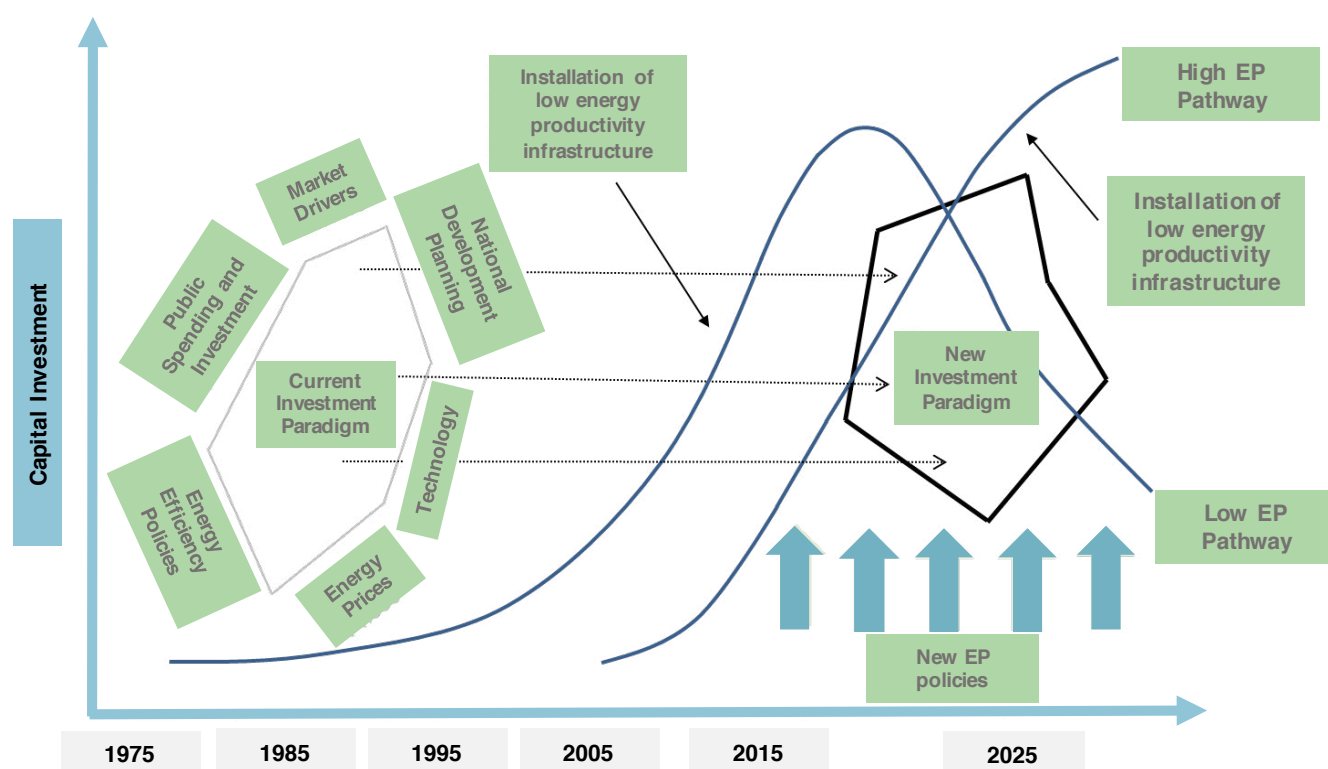 Capital Investment
Installation of
low energy
productivity
infrastructure
High EP
Pathway
Market
Drivers
National
Development
Planning
Public
Spending and
Investment
Installation of
low energy
productivity
infrastructure
Current
Investment
Paradigm
New
Investment
Paradigm
Technology
Energy
Efficiency
Policies
Energy
Prices
Low EP
Pathway
New EP
policies
1975
1985
1995
2005
2015
2025